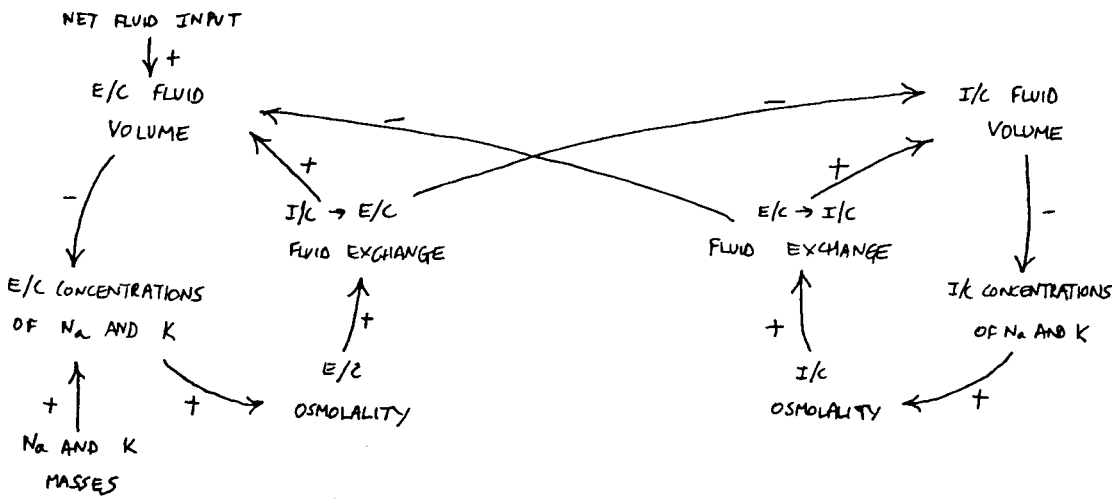 NET FLUID INPUT
+
E/C FLUID
VOLUME
-
I/C FLUID
VOLUME
-
+
+
-
I/C → E/C
FLUID EXCHANGE
E/C → I/C
FLUID EXCHANGE
-
E/C CONCENTRATIONS
OF Na AND K
I/C CONCENTRATIONS
OF Na AND K
+
+
E/C
OSMOLALITY
I/C
OSMOLALITY
+
+
+
Na AND K
MASSES